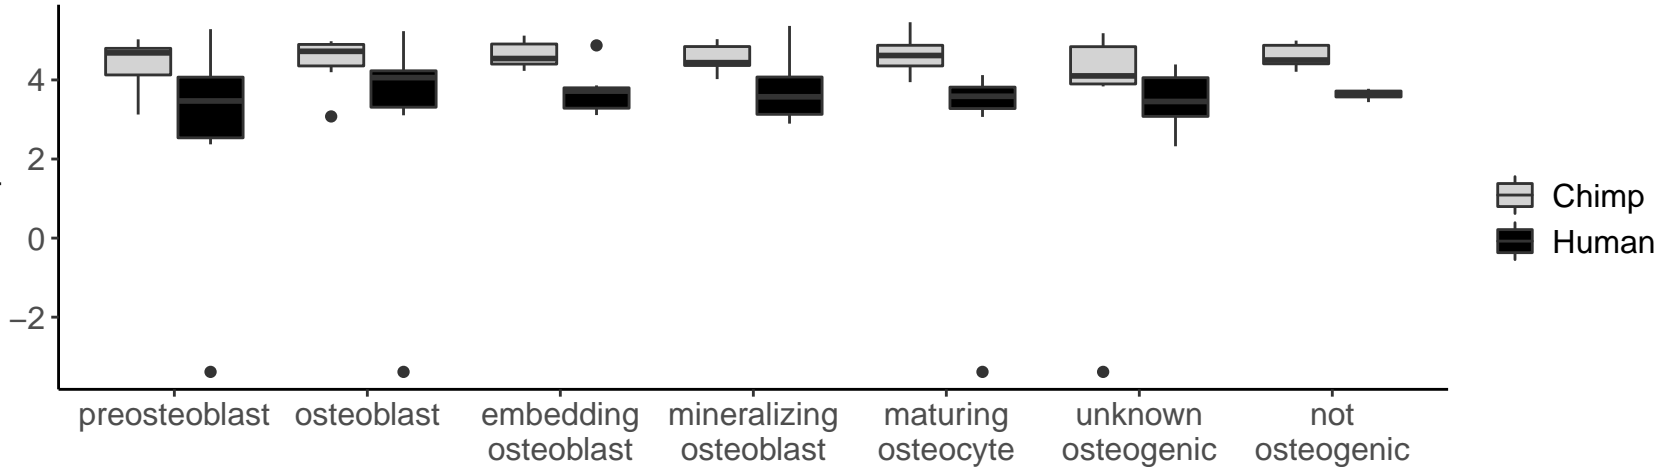 4
2
0
−2
preosteoblast
osteoblast
embedding
osteoblast
mineralizing
osteoblast
maturing
osteocyte
unknown
osteogenic
not
osteogenic
Chimp
Human